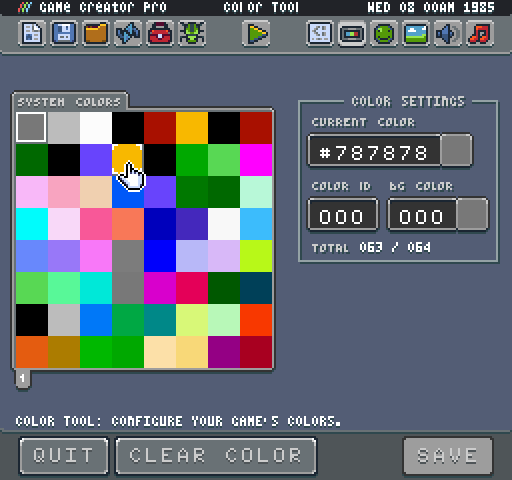 Game Creator Pro
Color Tool
WED 08 00AM 1985
SYSTEM COLORS
COLOR SETTINGS
CURRENT COLOR
#787878
COLOR ID
BG COLOR
000
000
TOTAL 063 / 064
1
COLOR TOOL: CONFIGURE YOUR GAME'S COLORS.
QUIT
CLEAR COLOR
SAVE